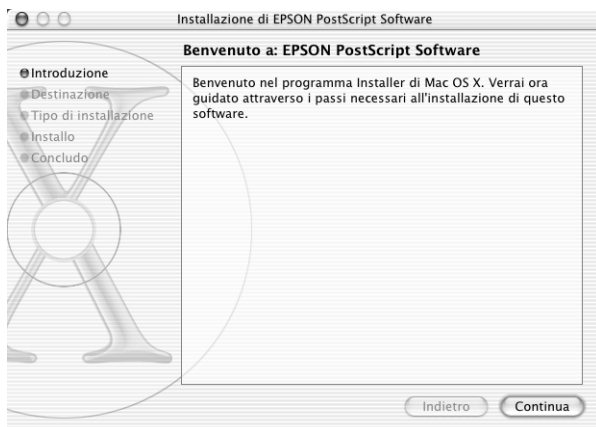 Installazione di EPSON PostScript Software
Benvenuto a: EPSON PostScript Software
Introduzione
Destinazione
Tipo di installazione
Installo
Concludo
Benvenuto nel programma Installer di Mac OS X. Verrai ora
guidato attraverso i passi necessari all'installazione di questo
software.
Indietro
Continua